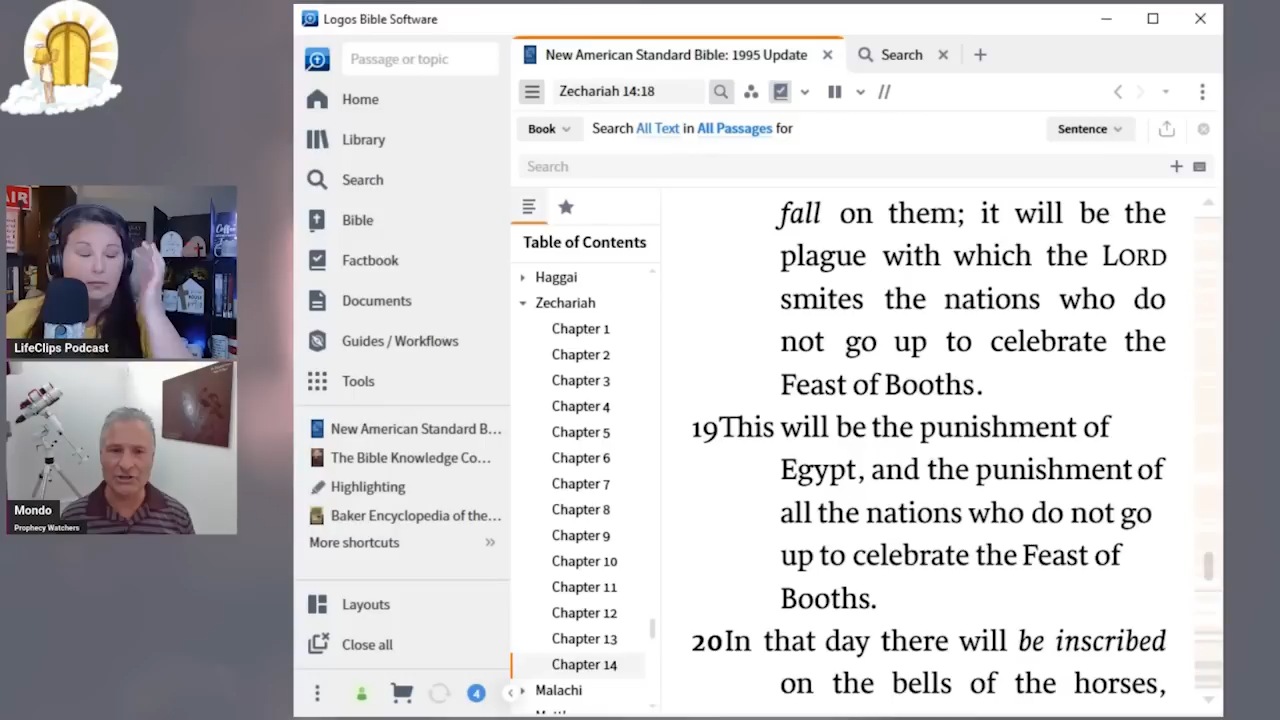 Logos Bible Software
Passage or topic
Home
Library
Search
Bible
Factbook
Documents
Guides / Workflows
Tools
New American Standard B...
The Bible Knowledge Co...
Highlighting
Baker Encyclopedia of the...
More shortcuts
Layouts
Close all
4
New American Standard Bible: 1995 Update
Search
Zechariah 14:18
Book
Search All Text in All Passages for
Sentence
Search
Table of Contents
Haggai
Zechariah
Chapter 1
Chapter 2
Chapter 3
Chapter 4
Chapter 5
Chapter 6
Chapter 7
Chapter 8
Chapter 9
Chapter 10
Chapter 11
Chapter 12
Chapter 13
Chapter 14
Malachi
fall on them; it will be the
plague with which the LORD
smites the nations who do
not go up to celebrate the
Feast of Booths.
19This will be the punishment of
Egypt, and the punishment of
all the nations who do not go
up to celebrate the Feast of
Booths.
20In that day there will be inscribed
on the bells of the horses,
AIR
LifeClips Podcast
Mondo
Prophecy Watchers